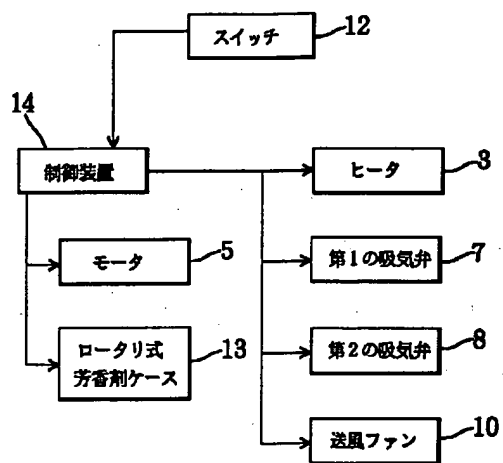 スイッチ
12
14
制御装置
ヒータ
3
モータ
5
第1の吸気弁
7
ロータリ式
芳香剤ケース
13
第2の吸気弁
8
送風ファン
10